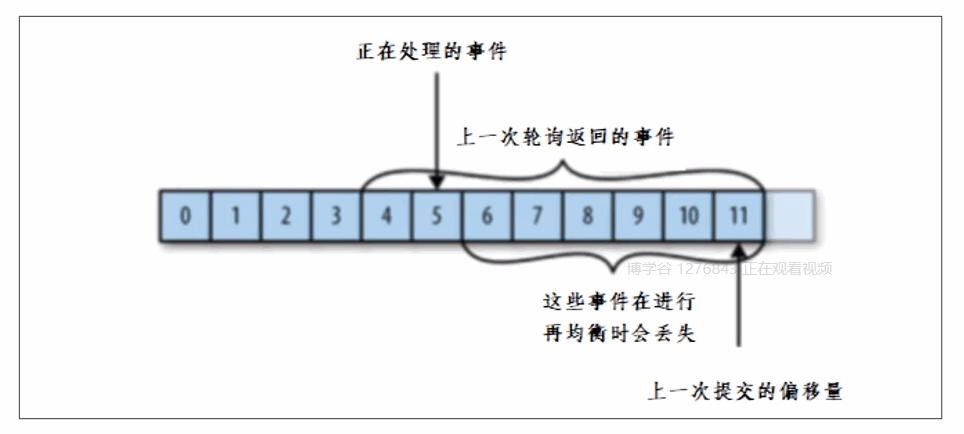 正在处理的事件
上一次轮询返回的事件
0 1 2 3 4 5 6 7 8 9 10 11
博学谷 1276843 正在观看视频
这些事件在进行
再均衡时会丢失
上一次提交的偏移量